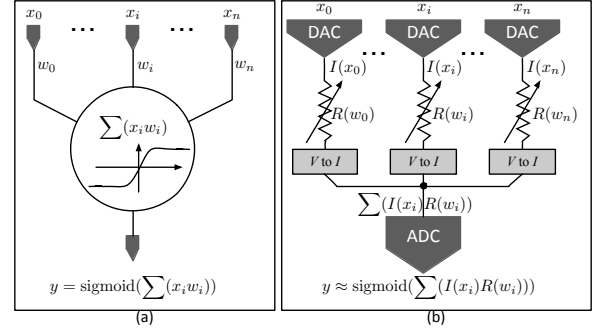 x_0 ... x_i ... x_n
w_0 w_i w_n
∑(x_i w_i)
y = sigmoid(∑(x_i w_i))
(a)
x_0 x_i x_n
DAC DAC DAC
... ...
I(x_0) I(x_i) I(x_n)
R(w_0) R(w_i) R(w_n)
V to I V to I V to I
∑(I(x_i)R(w_i))
ADC
y ≈ sigmoid(∑(I(x_i)R(w_i)))
(b)